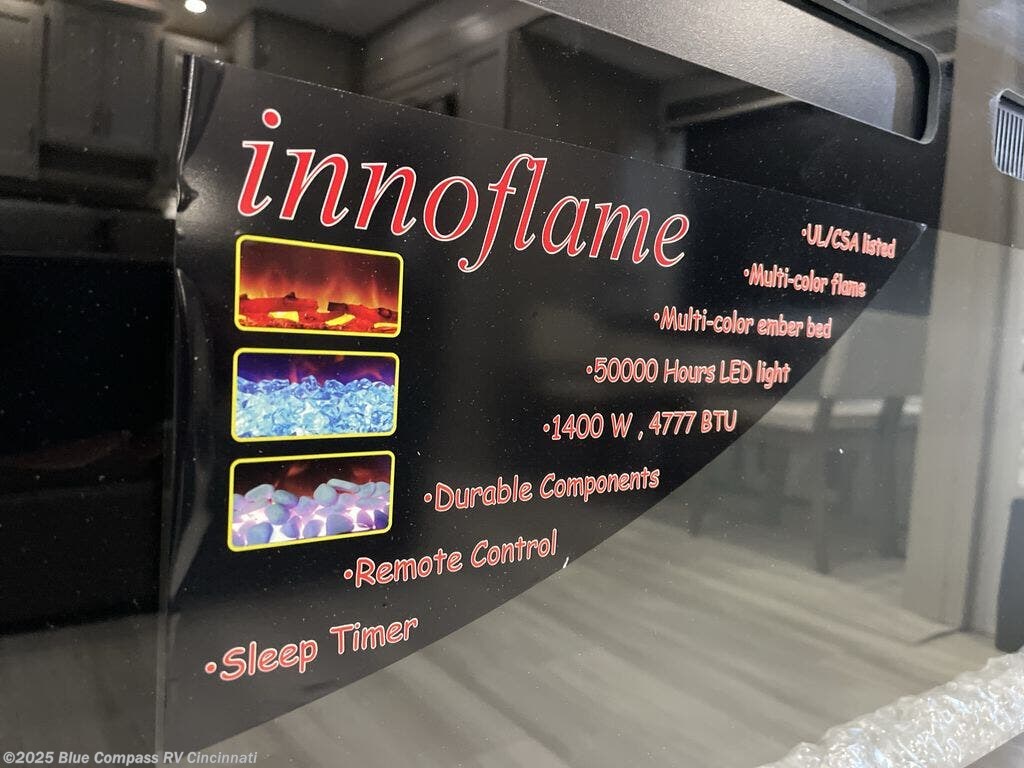 innoflame
•UL/CSA listed
•Multi-color flame
•Multi-color ember bed
•50000 Hours LED light
•1400 W , 4777 BTU
•Durable Components
•Remote Control
•Sleep Timer
©2025 Blue Compass RV Cincinnati